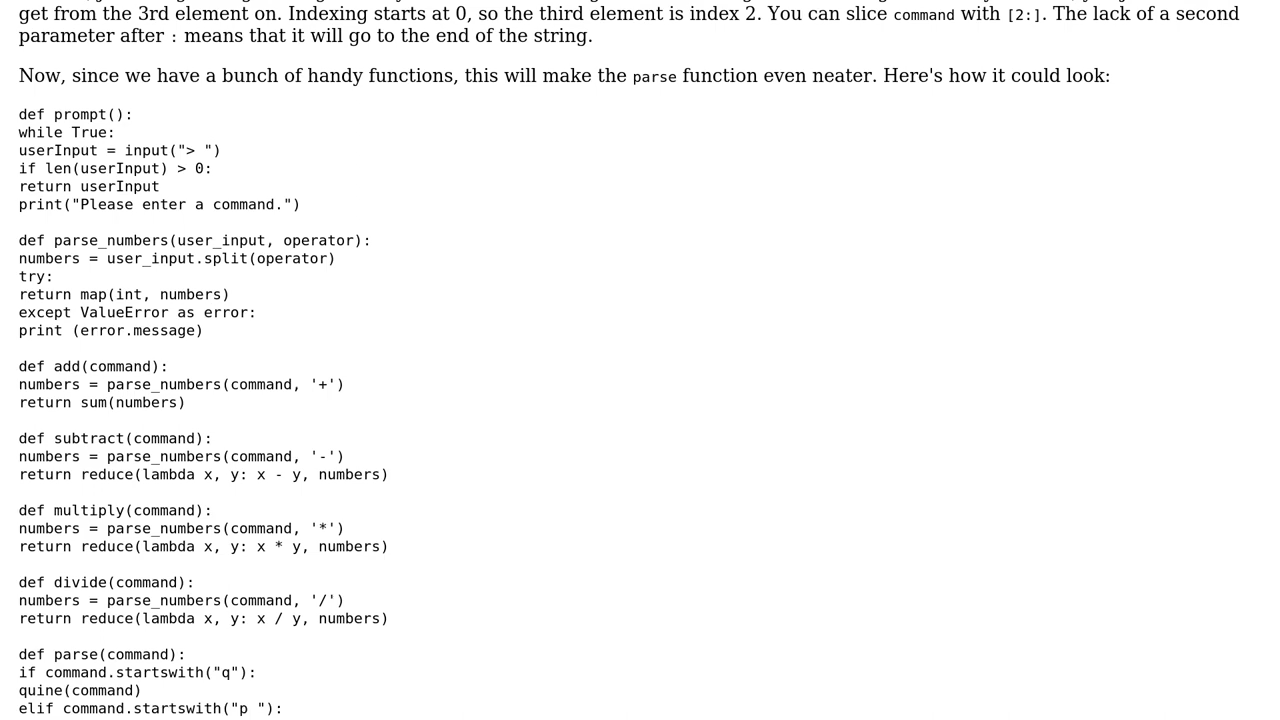 get from the 3rd element on. Indexing starts at 0, so the third element is index 2. You can slice command with [2:]. The lack of a second
parameter after : means that it will go to the end of the string.
Now, since we have a bunch of handy functions, this will make the parse function even neater. Here's how it could look:
def prompt():
while True:
userInput = input("> ")
if len(userInput) > 0:
return userInput
print("Please enter a command.")
def parse_numbers(user_input, operator):
numbers = user_input.split(operator)
try:
return map(int, numbers)
except ValueError as error:
print (error.message)
def add(command):
numbers = parse_numbers(command, '+')
return sum(numbers)
def subtract(command):
numbers = parse_numbers(command, '-')
return reduce(lambda x, y: x - y, numbers)
def multiply(command):
numbers = parse_numbers(command, '*')
return reduce(lambda x, y: x * y, numbers)
def divide(command):
numbers = parse_numbers(command, '/')
return reduce(lambda x, y: x / y, numbers)
def parse(command):
if command.startswith("q"):
quine(command)
elif command.startswith("p "):